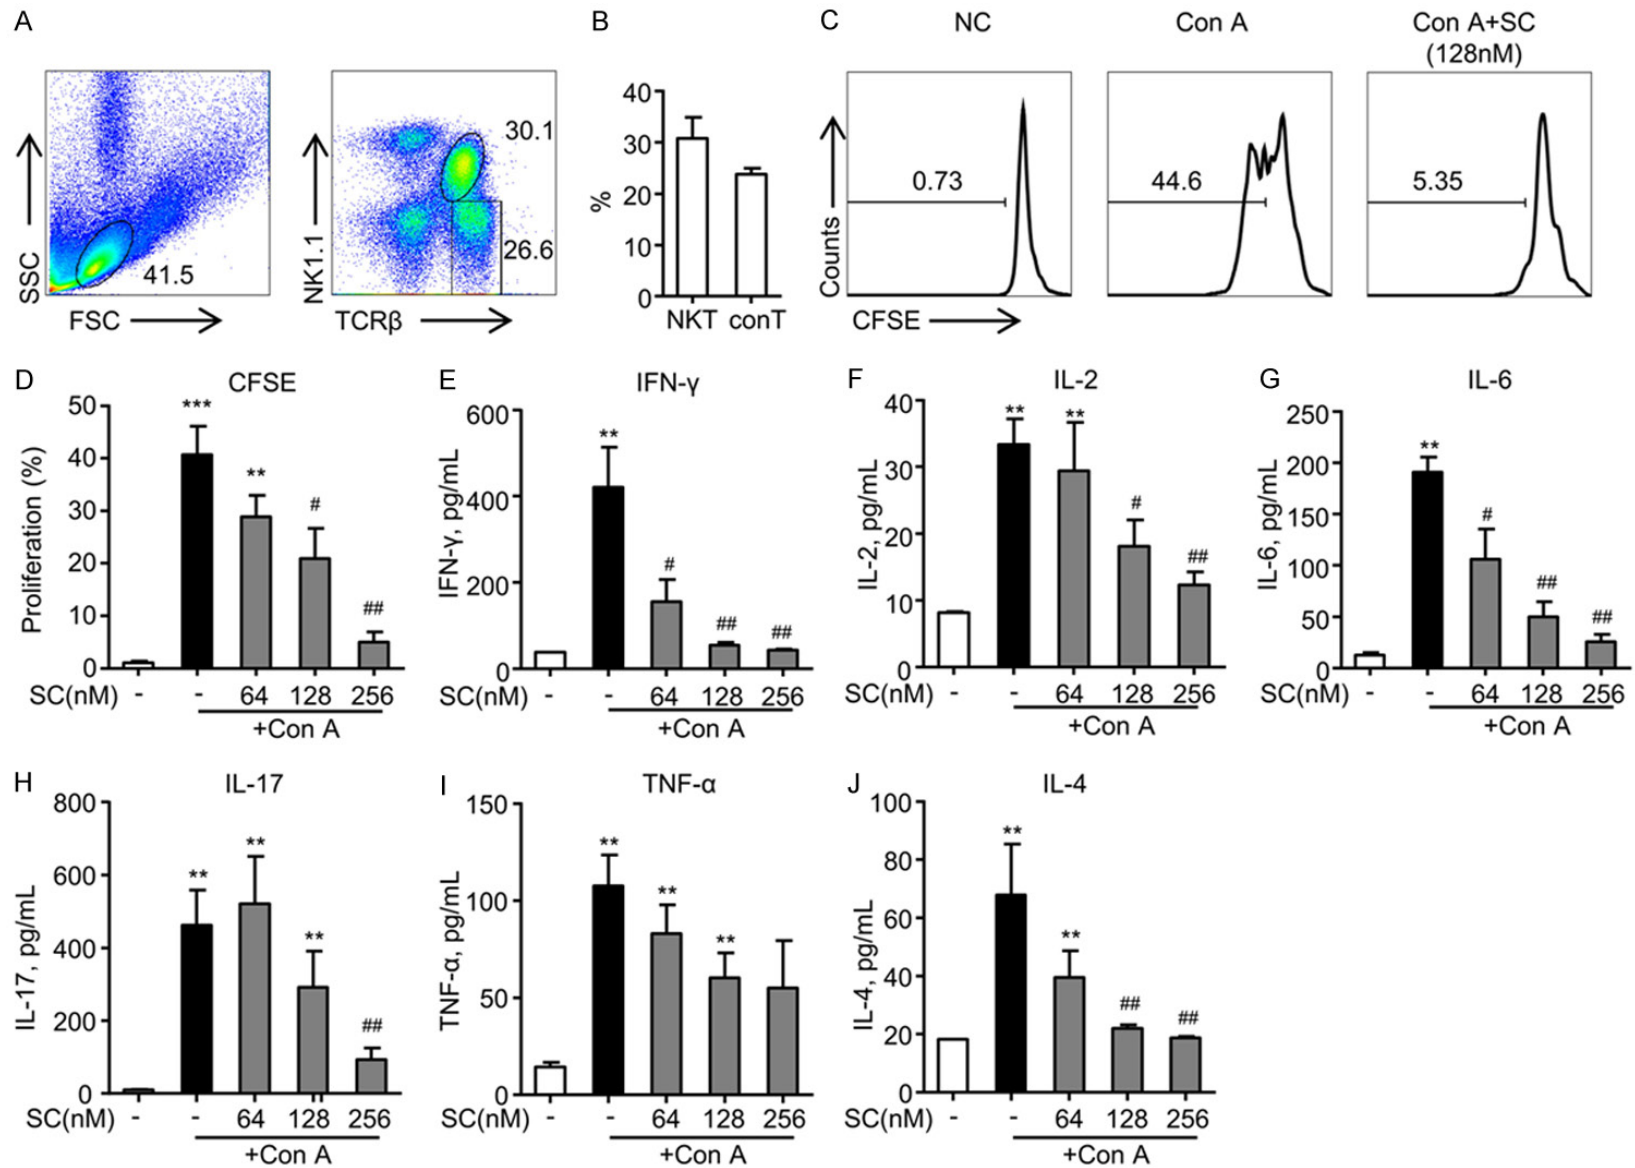 A
B
C
NC
Con A
Con A+SC
(128nM)
SSC
41.5
FSC
NK1.1
30.1
26.6
TCRβ
%
40
30
20
10
0
NKT conT
Counts
0.73
44.6
5.35
CFSE
D
CFSE
Proliferation (%)
50
40
30
20
10
0
***
**
#
##
SC(nM) - - 64 128 256
+Con A
E
IFN-γ
IFN-γ, pg/mL
600
400
200
0
**
#
##
##
SC(nM) - - 64 128 256
+Con A
F
IL-2
IL-2, pg/mL
40
30
20
10
0
**
**
#
##
SC(nM) - - 64 128 256
+Con A
G
IL-6
IL-6, pg/mL
250
200
150
100
50
0
**
#
##
##
SC(nM) - - 64 128 256
+Con A
H
IL-17
IL-17, pg/mL
800
600
400
200
0
**
**
**
##
SC(nM) - - 64 128 256
+Con A
I
TNF-α
TNF-α, pg/mL
150
100
50
0
**
**
**
SC(nM) - - 64 128 256
+Con A
J
IL-4
IL-4, pg/mL
100
80
60
40
20
0
**
**
##
##
SC(nM) - - 64 128 256
+Con A